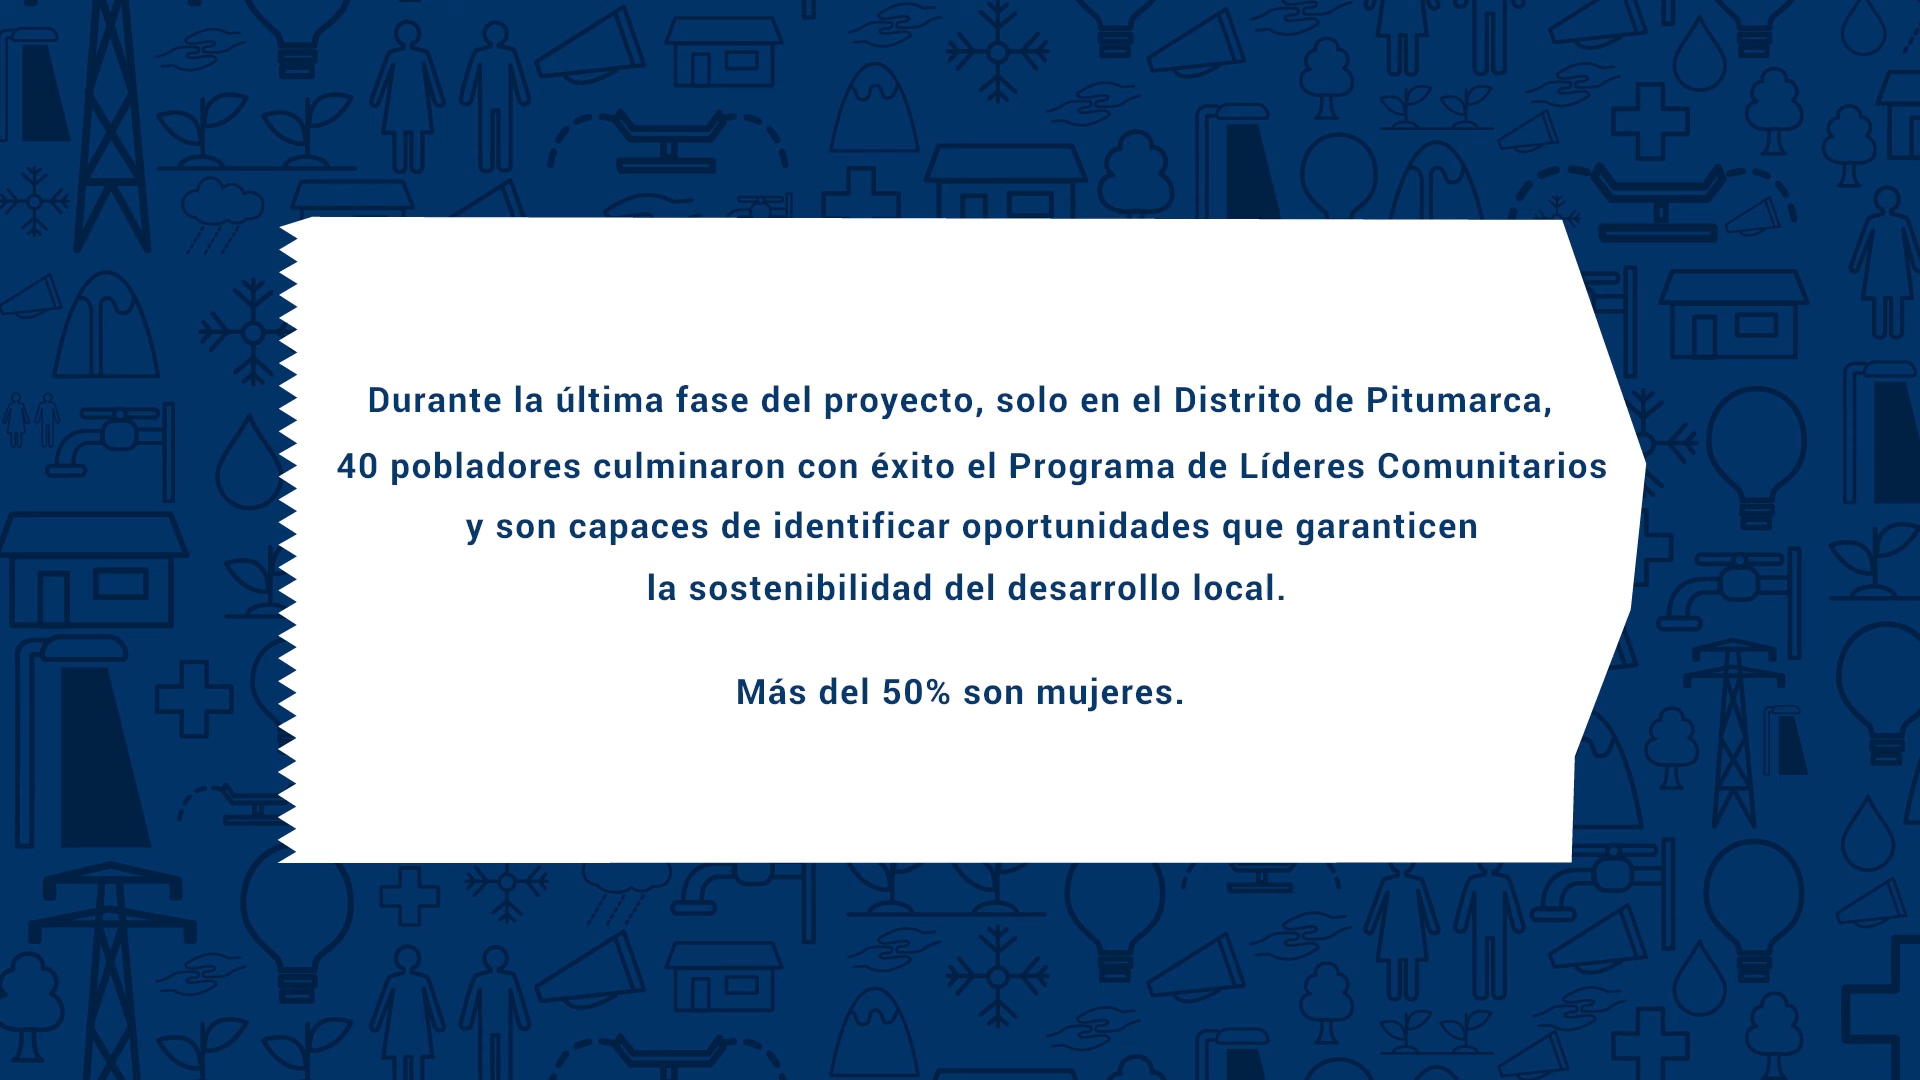 Durante la última fase del proyecto, solo en el Distrito de Pitumarca,
40 pobladores culminaron con éxito el Programa de Líderes Comunitarios
y son capaces de identificar oportunidades que garanticen
la sostenibilidad del desarrollo local.
Más del 50% son mujeres.